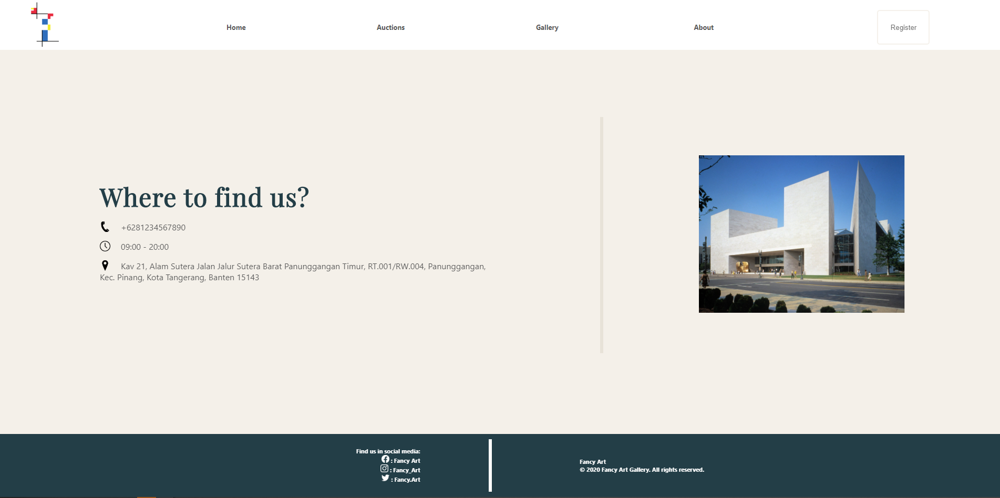 Home
Auctions
Gallery
About
Register
Where to find us?
+6281234567890
09:00 - 20:00
Kav 21, Alam Sutera Jalan Jalur Sutera Barat Panunggangan Timur, RT.001/RW.004, Panunggangan,
Kec. Pinang, Kota Tangerang, Banten 15143
Find us in social media:
: Fancy Art
: Fancy_Art
: Fancy.Art
Fancy Art
© 2020 Fancy Art Gallery. All rights reserved.